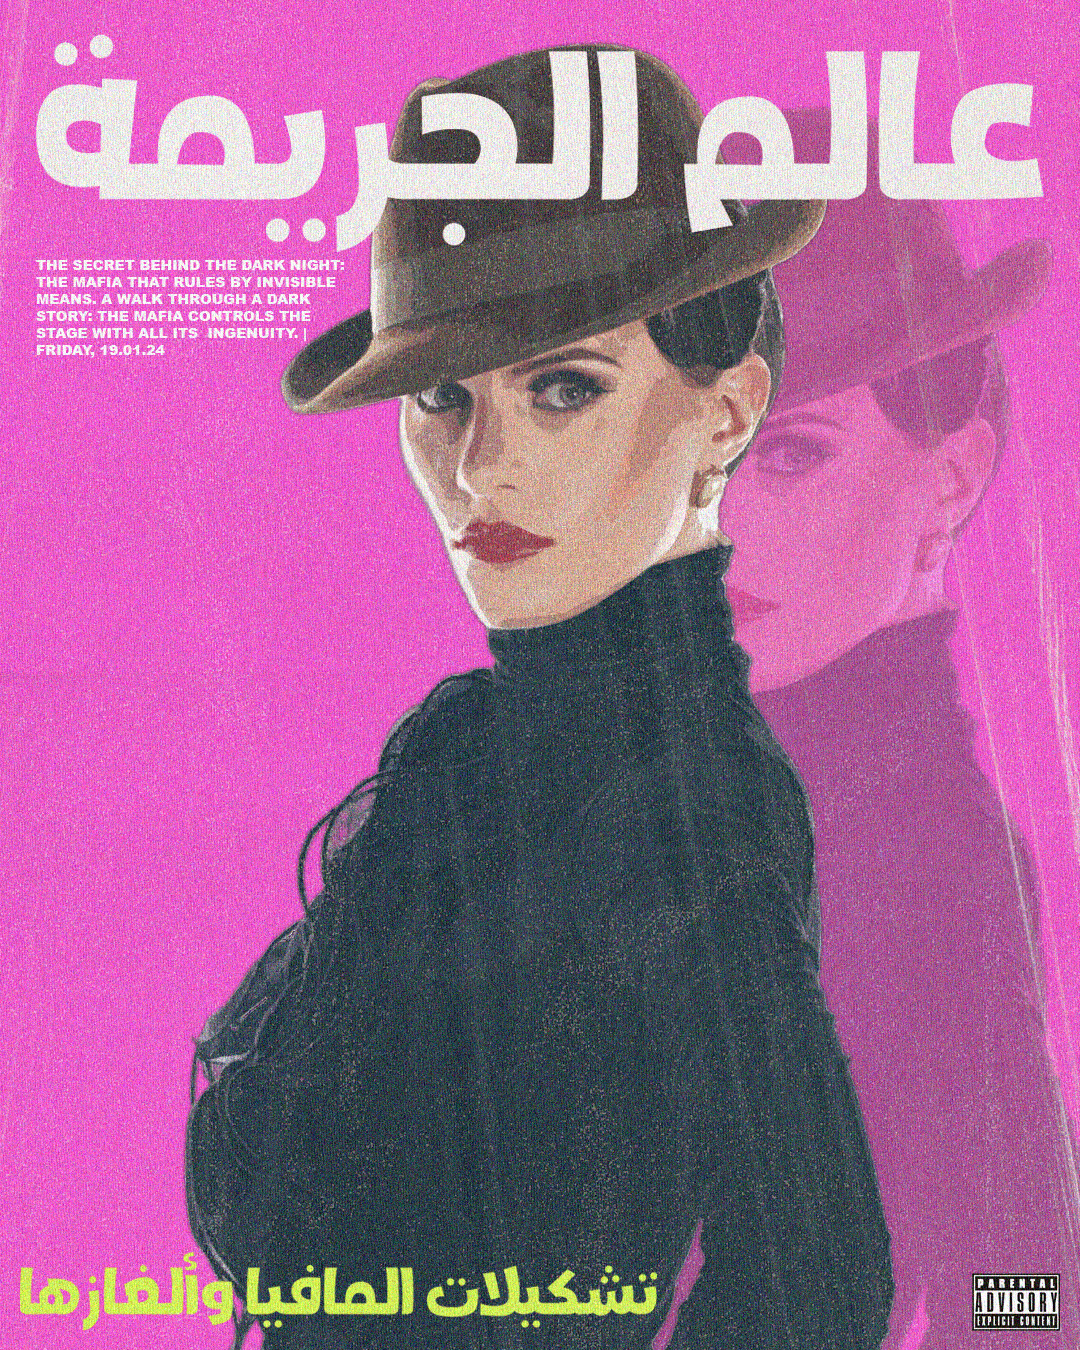 عالم الجريمة
THE SECRET BEHIND THE DARK NIGHT:
THE MAFIA THAT RULES BY INVISIBLE
MEANS. A WALK THROUGH A DARK
STORY: THE MAFIA CONTROLS THE
STAGE WITH ALL ITS INGENUITY. |
FRIDAY, 19.01.24
تشكيلات المافيا وألغازها
PARENTAL
ADVISORY
EXPLICIT CONTENT